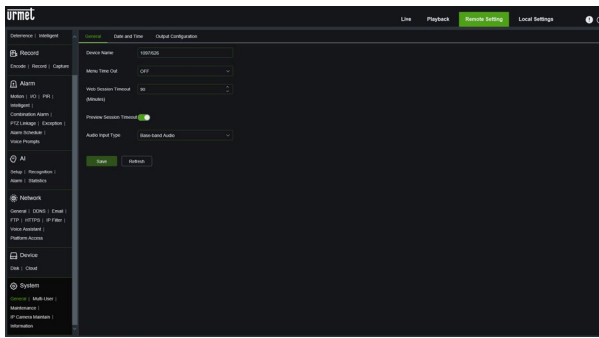 urmet
Live Playback Remote Setting Local Settings
Deterrence | Intelligent
Record
Encode | Record | Capture
Alarm
Motion | I/O | PIR |
Intelligent |
Combination Alarm |
PTZ Linkage | Exception |
Alarm Schedule |
Voice Prompts
AI
Setup | Recognition |
Alarm | Statistics
Network
General | DDNS | Email |
FTP | HTTPS | IP Filter |
Voice Assistant |
Platform Access
Device
Disk | Cloud
System
General | Multi-User |
Maintenance |
IP Camera Maintain |
Information
General Date and Time Output Configuration
Device Name 1097/626
Menu Time Out OFF
Web Session Timeout
(Minutes)
Preview Session Timeout
Audio Input Type Base-band Audio
Save Refresh